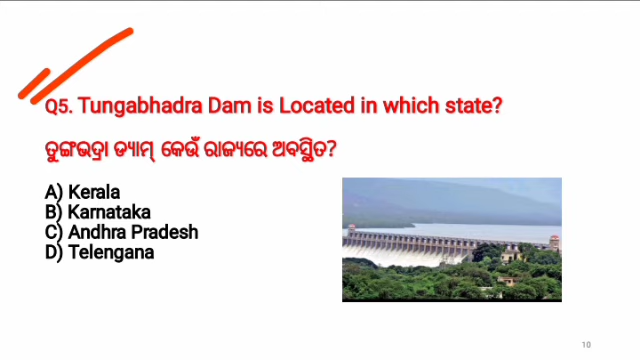 Q5. Tungabhadra Dam is Located in which state?
ତୁଙ୍ଗଭଦ୍ରା ଡ୍ୟାମ୍ କେଉଁ ରାଜ୍ୟରେ ଅବସ୍ଥିତ?
A) Kerala
B) Karnataka
C) Andhra Pradesh
D) Telengana
10